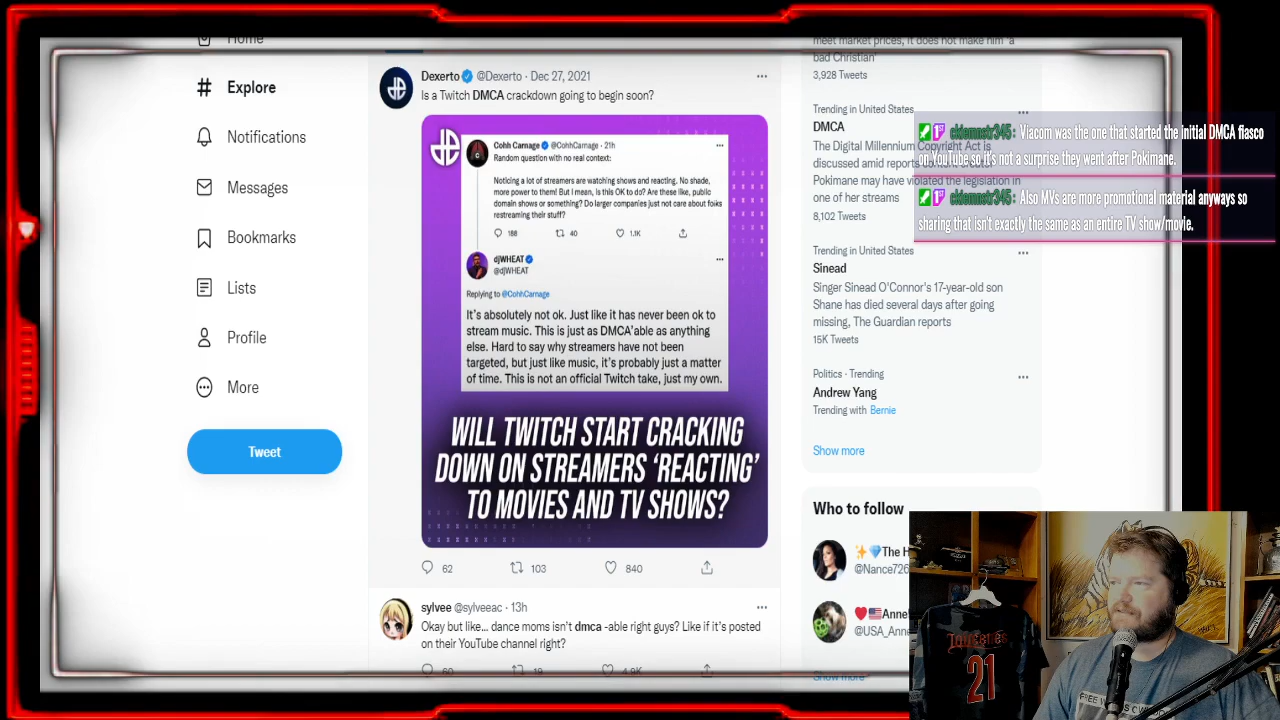 Home
Explore
Notifications
Messages
Bookmarks
Lists
Profile
More
Tweet
Dexerto @Dexerto · Dec 27, 2021
Is a Twitch DMCA crackdown going to begin soon?
Cohh Carnage @CohhCarnage · 21h
Random question with no real context:
Noticing a lot of streamers are watching shows and reacting. No shade,
more power to them! But I mean, is this OK to do? Are these like, public
domain shows or something? Do larger companies just not care about folks
restreaming their stuff?
188 40 1.1K
djWHEAT
@djWHEAT
Replying to @CohhCarnage
It's absolutely not ok. Just like it has never been ok to
stream music. This is just as DMCA'able as anything
else. Hard to say why streamers have not been
targeted, but just like music, it's probably just a matter
of time. This is not an official Twitch take, just my own.
WILL TWITCH START CRACKING
DOWN ON STREAMERS 'REACTING'
TO MOVIES AND TV SHOWS?
62 103 840
sylvee @sylveeac · 13h
Okay but like... dance moms isn't dmca -able right guys? Like if it's posted
on their YouTube channel right?
60 19 4.9K
meet market prices, it does not make him "a
bad Christian"
3,928 Tweets
Trending in United States
DMCA
The Digital Millennium Copyright Act is
discussed amid reports content creator
Pokimane may have violated the legislation in
one of her streams
8,102 Tweets
Trending in United States
Sinead
Singer Sinead O'Connor's 17-year-old son
Shane has died several days after going
missing, The Guardian reports
15K Tweets
Politics · Trending
Andrew Yang
Trending with Bernie
Show more
Who to follow
The H
@Nance726
Anne
@USA_Anne
Show more
ckiemstr345: Viacom was the one that started the initial DMCA fiasco
on YouTube so it's not a surprise they went after Pokimane.
ckiemstr345: Also MVs are more promotional material anyways so
sharing that isn't exactly the same as an entire TV show/movie.
21